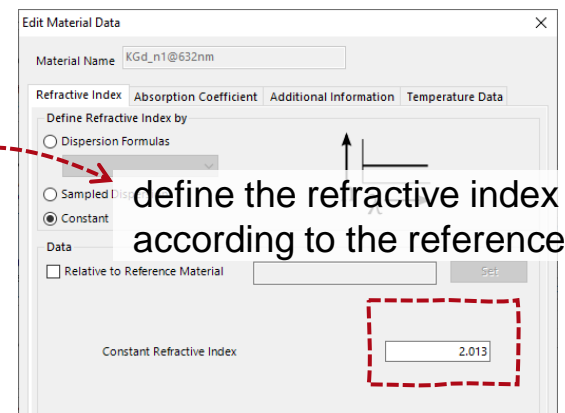 Edit Material Data
Material Name KGd_n1@632nm
Refractive Index Absorption Coefficient Additional Information Temperature Data
Define Refractive Index by
Dispersion Formulas
Sampled
define the refractive index
Constant
according to the reference
Data
Relative to Reference Material Set
Constant Refractive Index 2.013